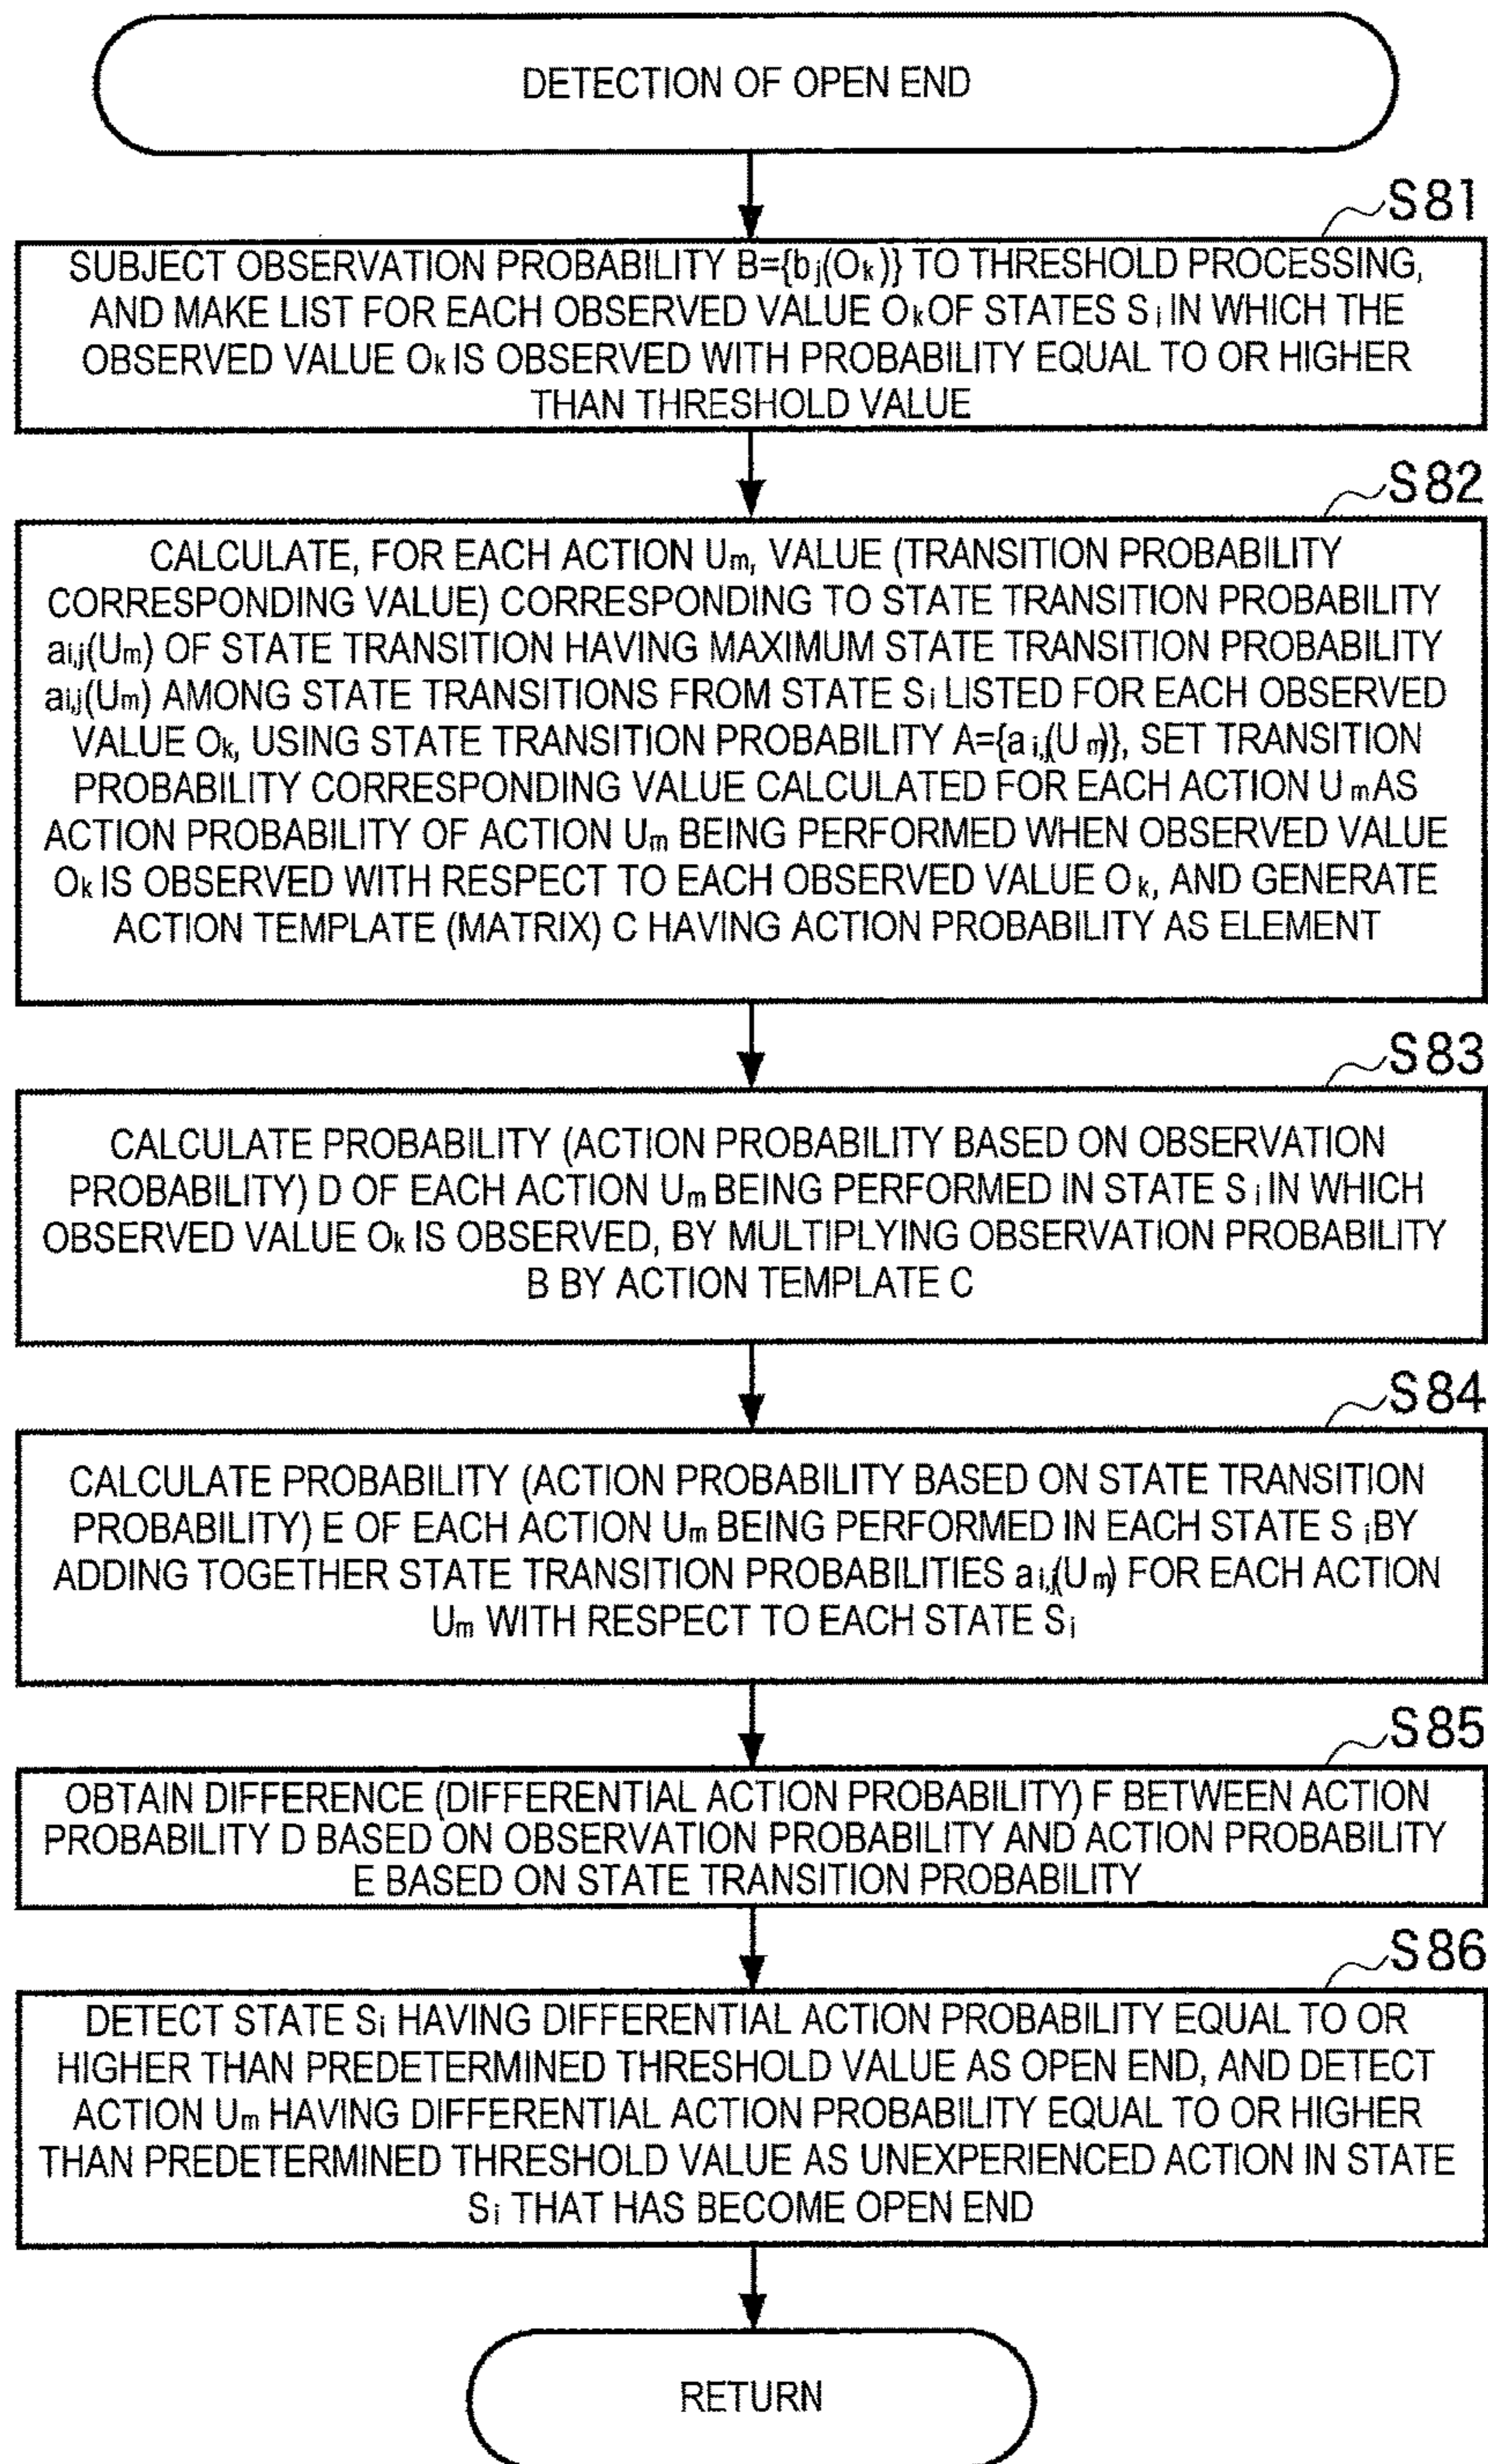 DETECTION OF OPEN END
S81
SUBJECT OBSERVATION PROBABILITY B={bj(Ok)} TO THRESHOLD PROCESSING,
AND MAKE LIST FOR EACH OBSERVED VALUE Ok OF STATES Si IN WHICH THE
OBSERVED VALUE Ok IS OBSERVED WITH PROBABILITY EQUAL TO OR HIGHER
THAN THRESHOLD VALUE
S82
CALCULATE, FOR EACH ACTION Um, VALUE (TRANSITION PROBABILITY
CORRESPONDING VALUE) CORRESPONDING TO STATE TRANSITION PROBABILITY
ai,j(Um) OF STATE TRANSITION HAVING MAXIMUM STATE TRANSITION PROBABILITY
ai,j(Um) AMONG STATE TRANSITIONS FROM STATE Si LISTED FOR EACH OBSERVED
VALUE Ok, USING STATE TRANSITION PROBABILITY A={ai,j(Um)}, SET TRANSITION
PROBABILITY CORRESPONDING VALUE CALCULATED FOR EACH ACTION Um AS
ACTION PROBABILITY OF ACTION Um BEING PERFORMED WHEN OBSERVED VALUE
Ok IS OBSERVED WITH RESPECT TO EACH OBSERVED VALUE Ok, AND GENERATE
ACTION TEMPLATE (MATRIX) C HAVING ACTION PROBABILITY AS ELEMENT
S83
CALCULATE PROBABILITY (ACTION PROBABILITY BASED ON OBSERVATION
PROBABILITY) D OF EACH ACTION Um BEING PERFORMED IN STATE Si IN WHICH
OBSERVED VALUE Ok IS OBSERVED, BY MULTIPLYING OBSERVATION PROBABILITY
B BY ACTION TEMPLATE C
S84
CALCULATE PROBABILITY (ACTION PROBABILITY BASED ON STATE TRANSITION
PROBABILITY) E OF EACH ACTION Um BEING PERFORMED IN EACH STATE Si BY
ADDING TOGETHER STATE TRANSITION PROBABILITIES ai,j(Um) FOR EACH ACTION
Um WITH RESPECT TO EACH STATE Si
S85
OBTAIN DIFFERENCE (DIFFERENTIAL ACTION PROBABILITY) F BETWEEN ACTION
PROBABILITY D BASED ON OBSERVATION PROBABILITY AND ACTION PROBABILITY
E BASED ON STATE TRANSITION PROBABILITY
S86
DETECT STATE Si HAVING DIFFERENTIAL ACTION PROBABILITY EQUAL TO OR
HIGHER THAN PREDETERMINED THRESHOLD VALUE AS OPEN END, AND DETECT
ACTION Um HAVING DIFFERENTIAL ACTION PROBABILITY EQUAL TO OR HIGHER
THAN PREDETERMINED THRESHOLD VALUE AS UNEXPERIENCED ACTION IN STATE
Si THAT HAS BECOME OPEN END
RETURN